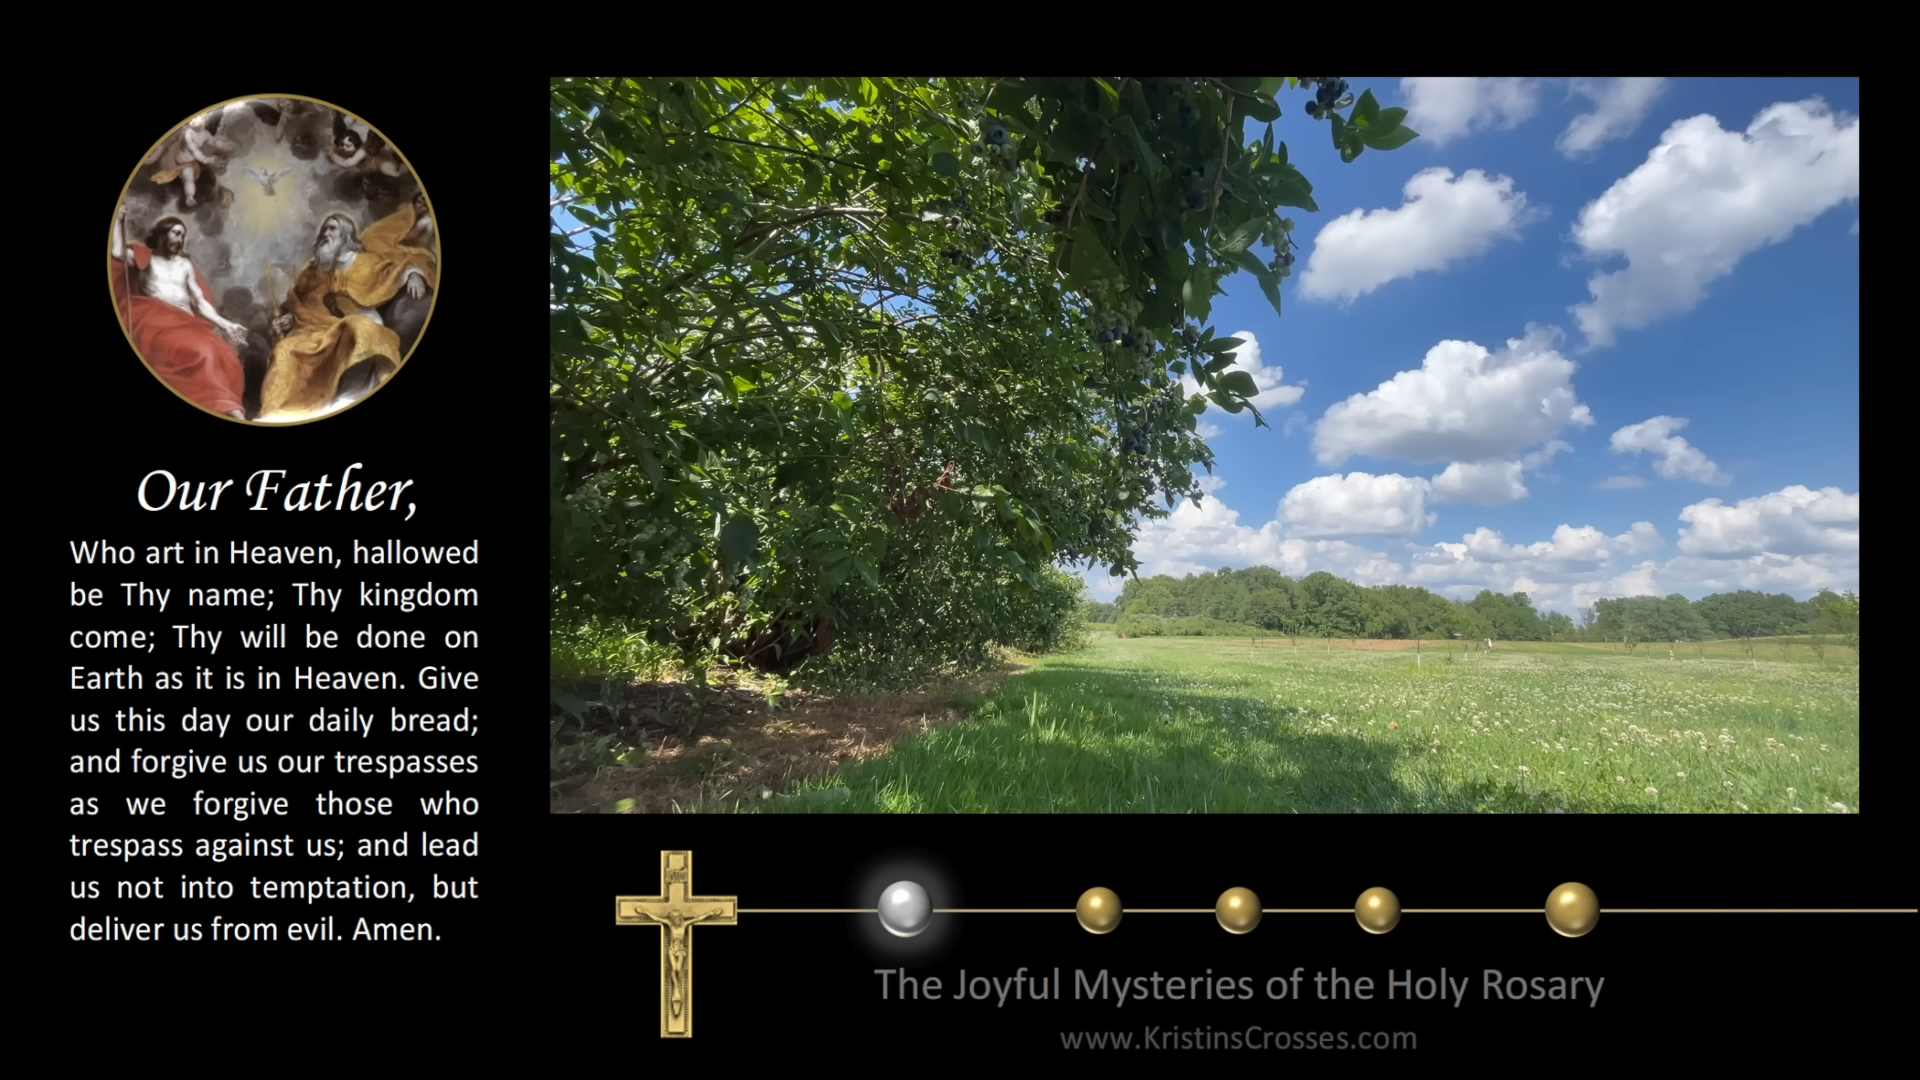 Our Father,
Who art in Heaven, hallowed
be Thy name; Thy kingdom
come; Thy will be done on
Earth as it is in Heaven. Give
us this day our daily bread;
and forgive us our trespasses
as we forgive those who
trespass against us; and lead
us not into temptation, but
deliver us from evil. Amen.
The Joyful Mysteries of the Holy Rosary
www.KristinsCrosses.com